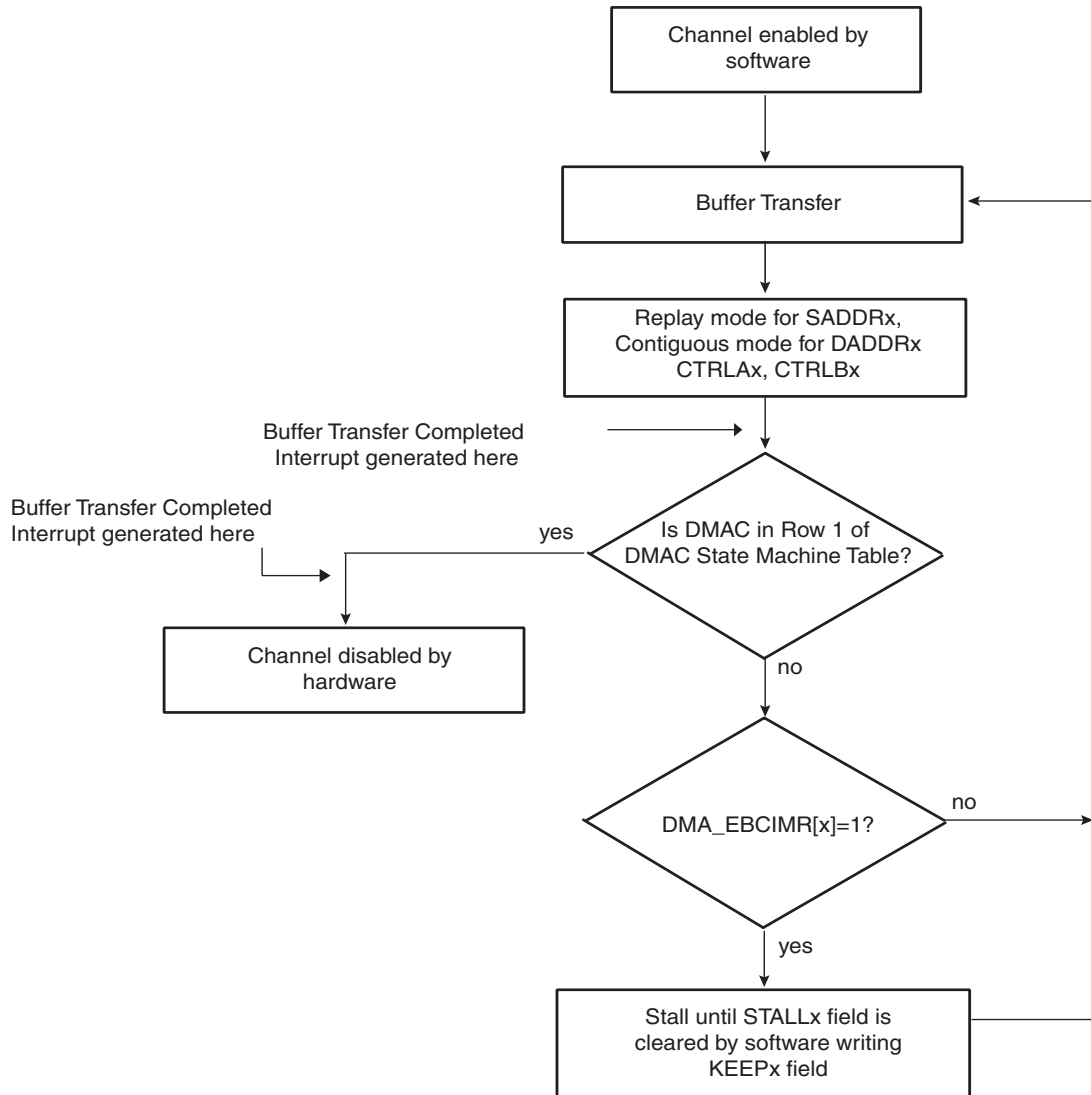 Channel enabled by
software
Buffer Transfer
Replay mode for SADDRx,
Contiguous mode for DADDRx
CTRLAx, CTRLBx
Buffer Transfer Completed
Interrupt generated here
Buffer Transfer Completed
Interrupt generated here
yes
Is DMAC in Row 1 of
DMAC State Machine Table?
Channel disabled by
hardware
no
DMA_EBCIMR[x]=1?
no
yes
Stall until STALLx field is
cleared by software writing
KEEPx field